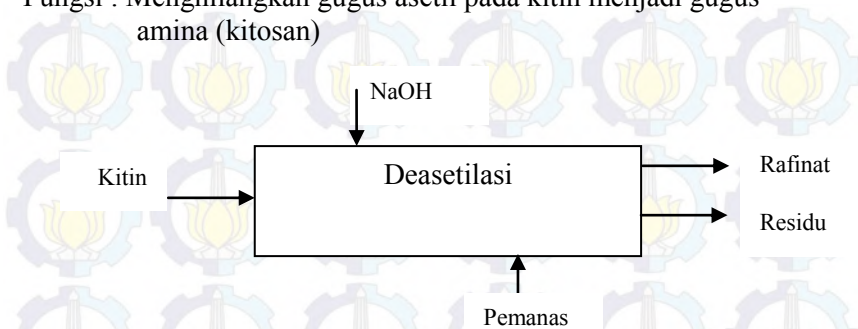 Fungsi : Menghilangkan gugus asetil pada kitin menjadi gugus
amina (kitosan)
NaOH
Kitin
Deasetilasi
Rafinat
Residu
Pemanas